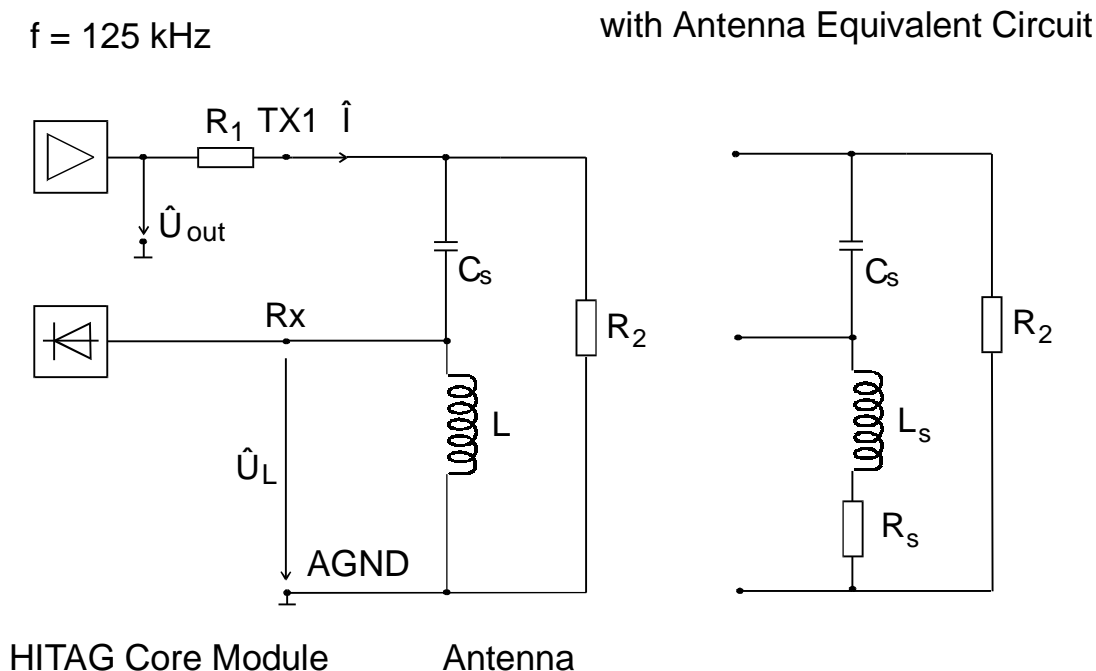 f = 125 kHz
with Antenna Equivalent Circuit
R1
TX1
Î
Ûout
Cs
Rx
R2
L
ÛL
AGND
Cs
R2
Ls
Rs
HITAG Core Module
Antenna